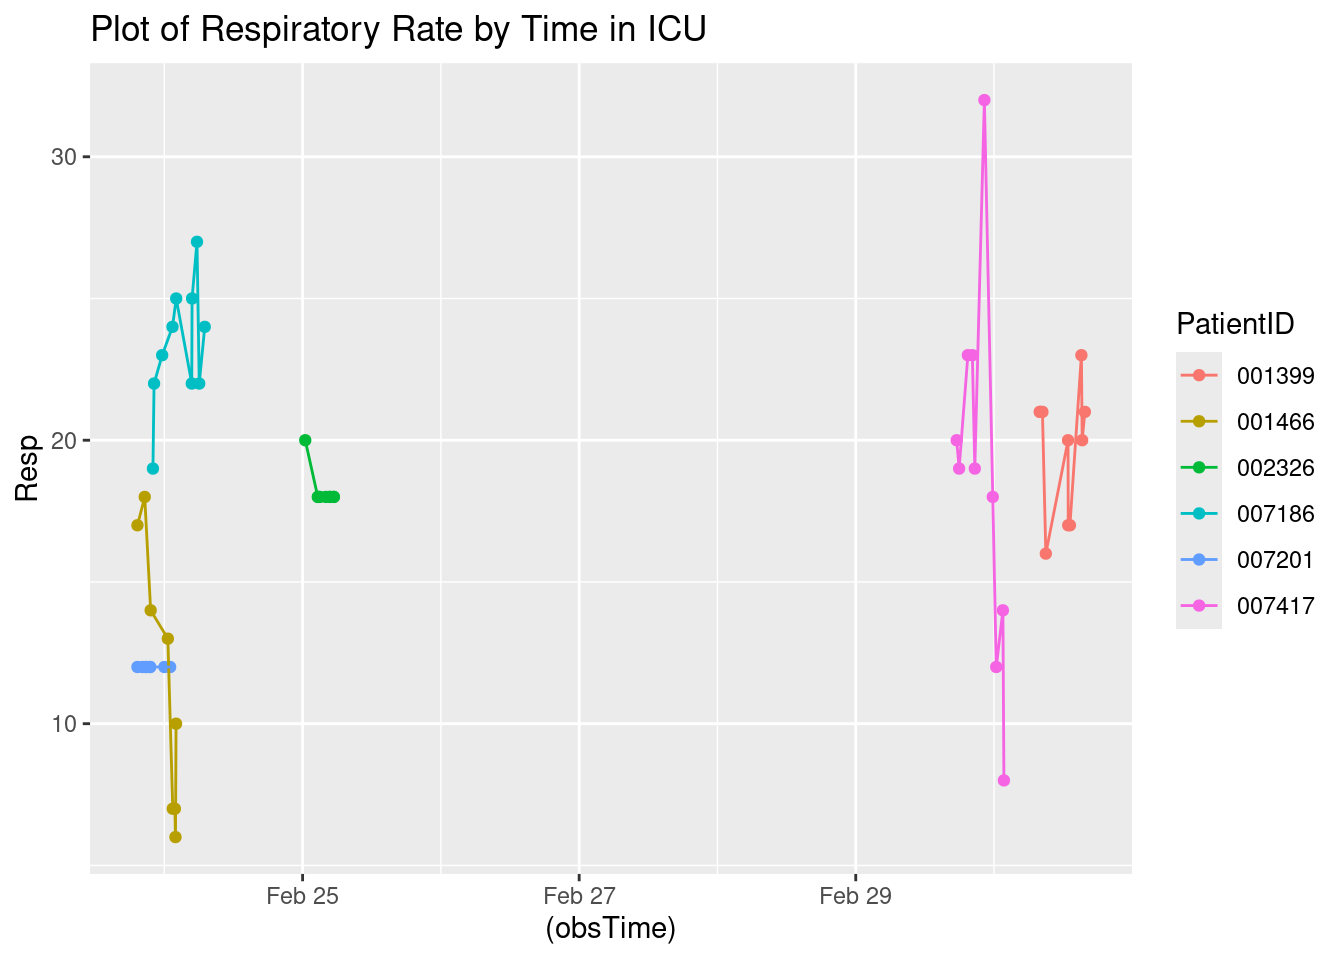 Plot of Respiratory Rate by Time in ICU
30
20
10
Resp
Feb 25
Feb 27
Feb 29
(obsTime)
PatientID
001399
001466
002326
007186
007201
007417